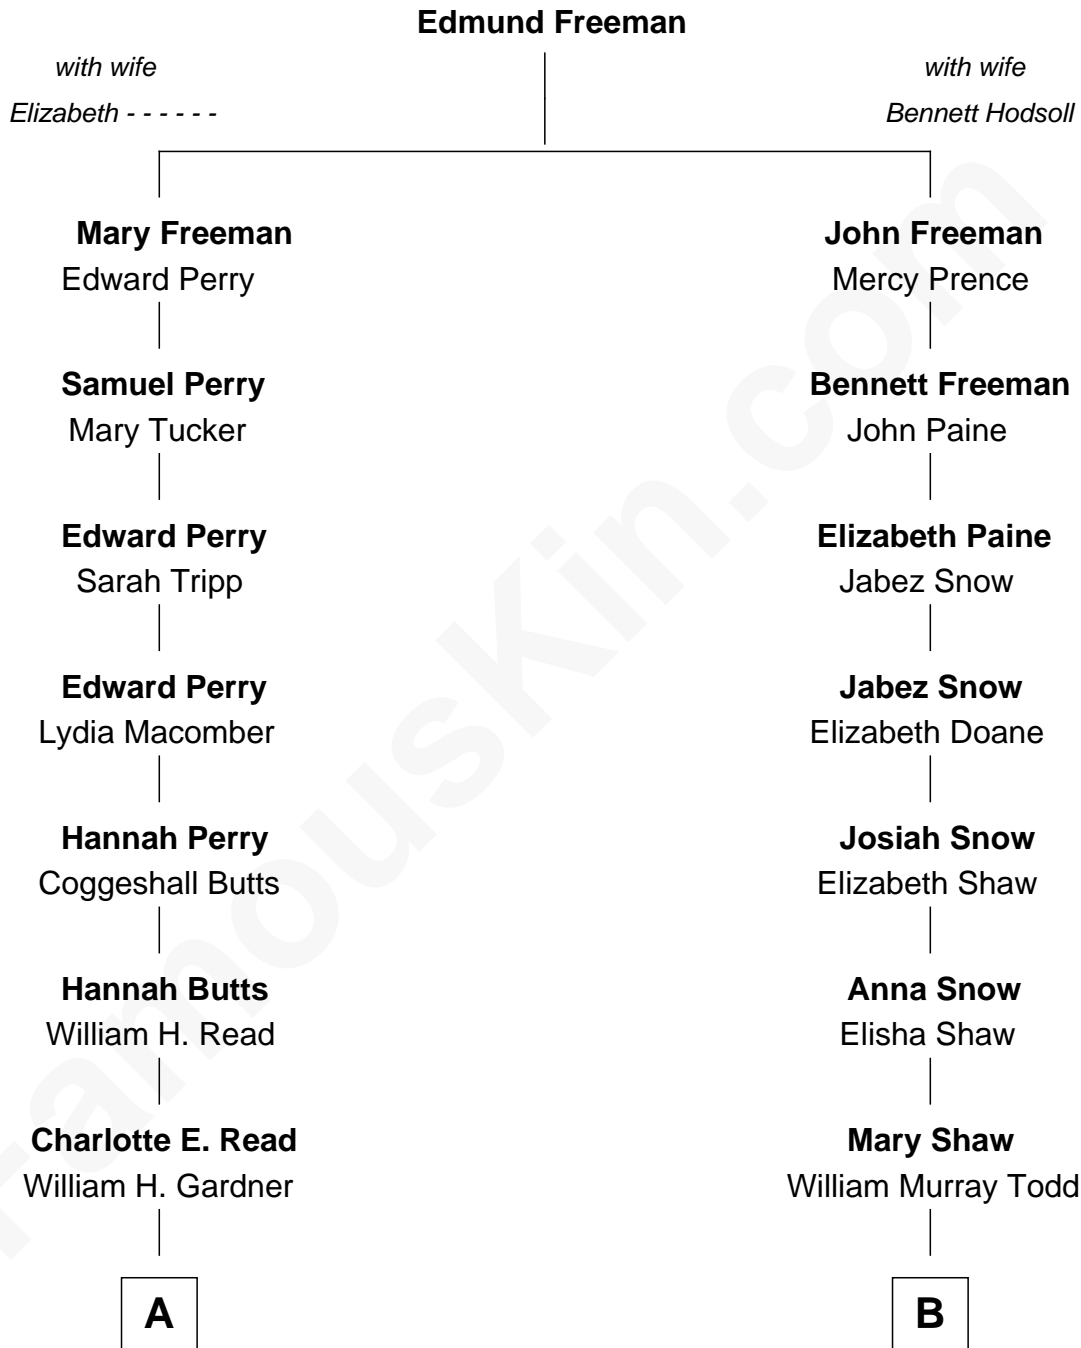 Edmund Freeman
with wife
Elizabeth - - - - - -
with wife
Bennett Hodsoll
Mary Freeman
Edward Perry
John Freeman
Mercy Prence
Samuel Perry
Mary Tucker
Bennett Freeman
John Paine
Edward Perry
Sarah Tripp
Elizabeth Paine
Jabez Snow
Edward Perry
Lydia Macomber
Jabez Snow
Elizabeth Doane
Hannah Perry
Coggeshall Butts
Josiah Snow
Elizabeth Shaw
Hannah Butts
William H. Read
Anna Snow
Elisha Shaw
Charlotte E. Read
William H. Gardner
Mary Shaw
William Murray Todd
A
B
FamousKin.com